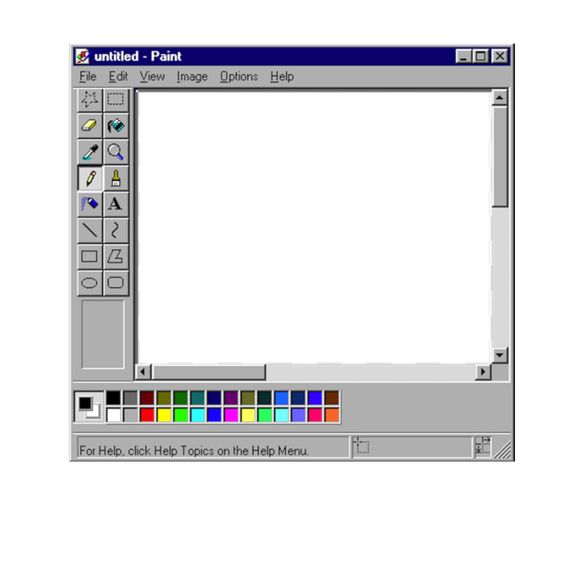 untitled - Paint
File Edit View Image Options Help
A
For Help, click Help Topics on the Help Menu.